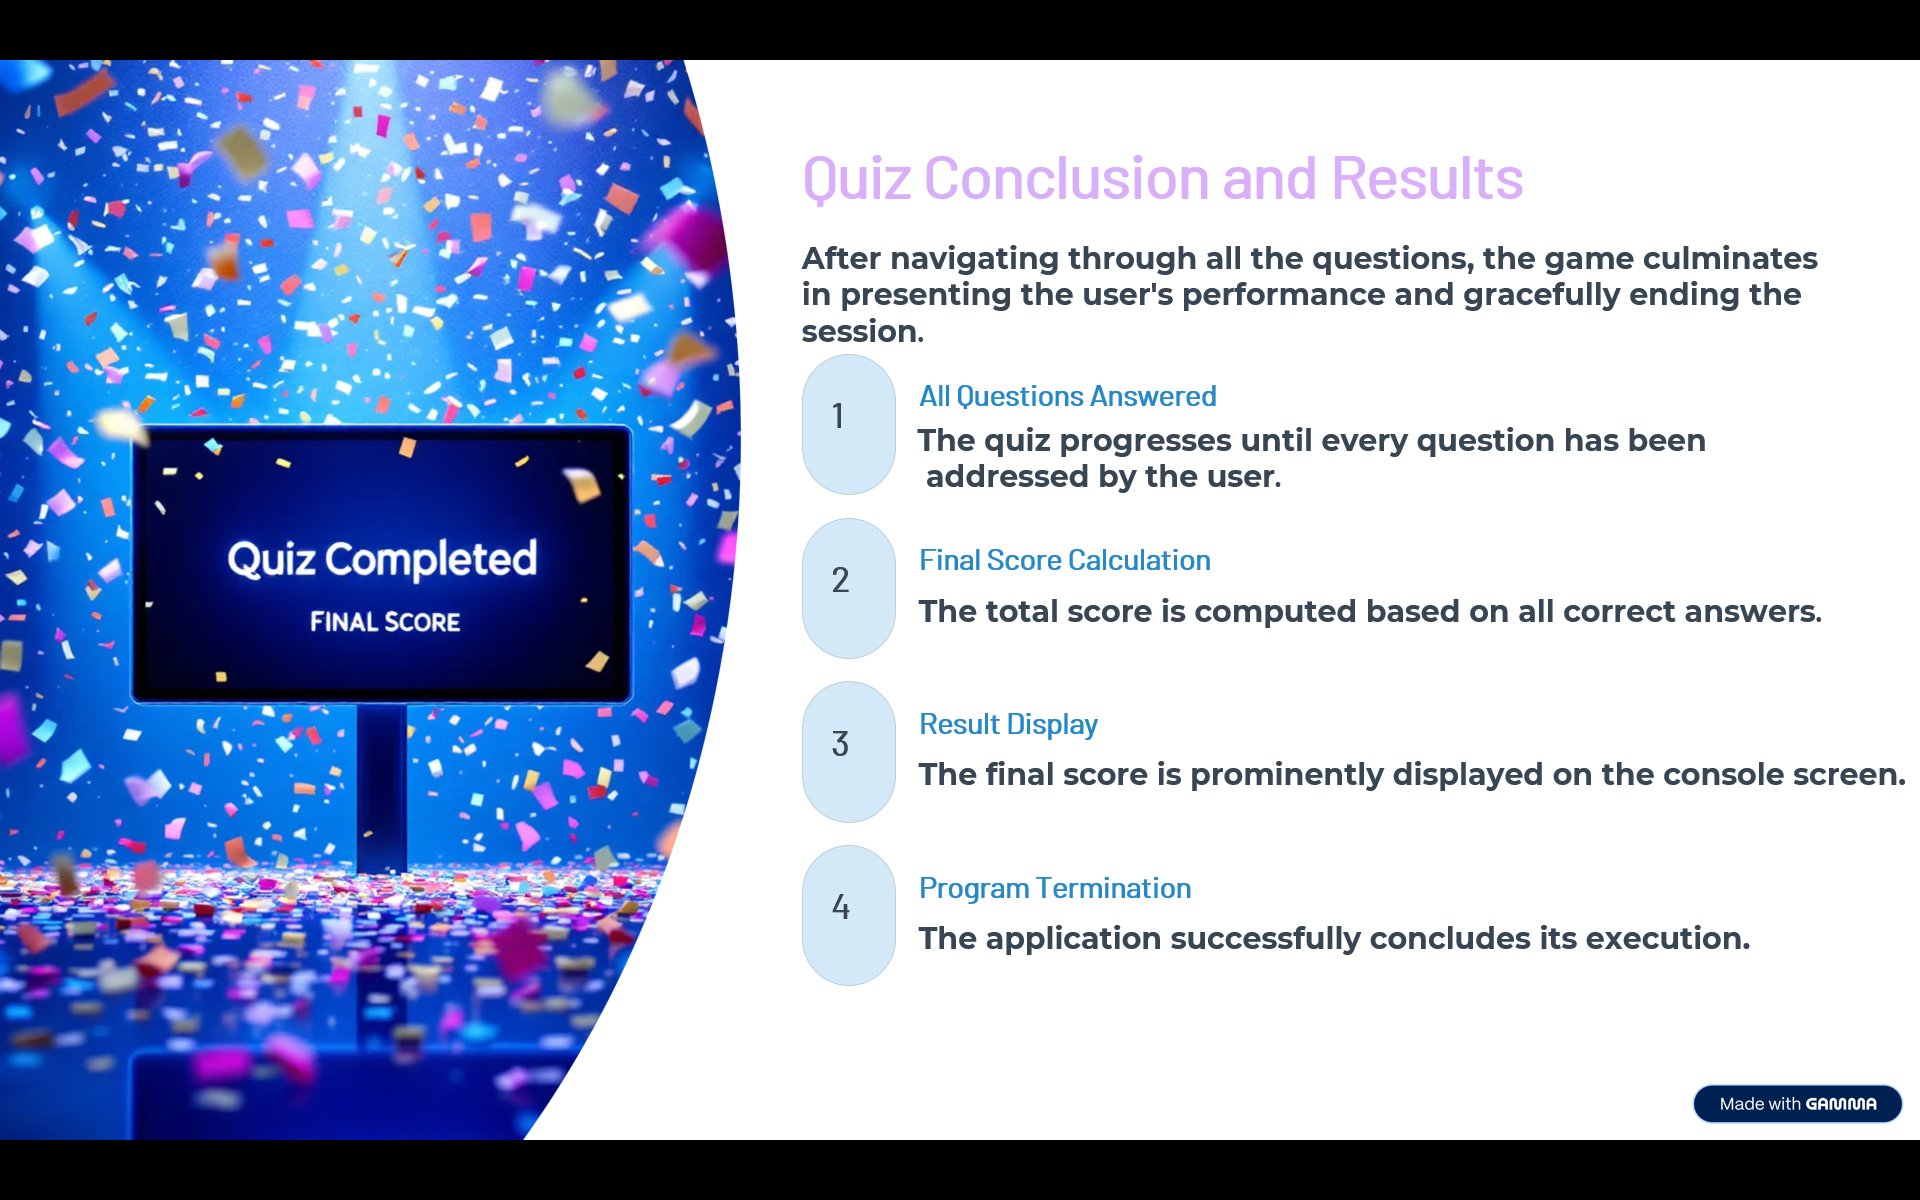 Quiz Completed
FINAL SCORE
Quiz Conclusion and Results
After navigating through all the questions, the game culminates
in presenting the user's performance and gracefully ending the
session.
1
All Questions Answered
The quiz progresses until every question has been
addressed by the user.
2
Final Score Calculation
The total score is computed based on all correct answers.
3
Result Display
The final score is prominently displayed on the console screen.
4
Program Termination
The application successfully concludes its execution.
Made with GAMMA